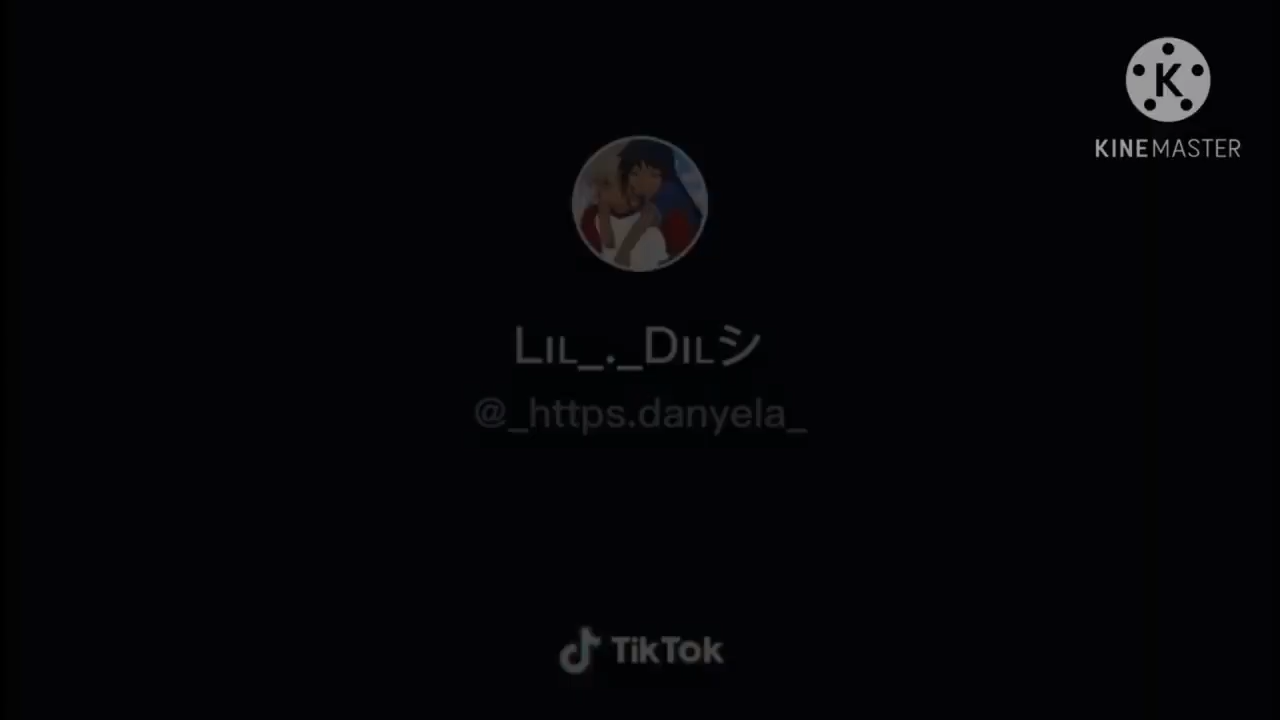 K
KINEMASTER
Lıʟ_._Dıʟシ
@_https.danyela_
TikTok